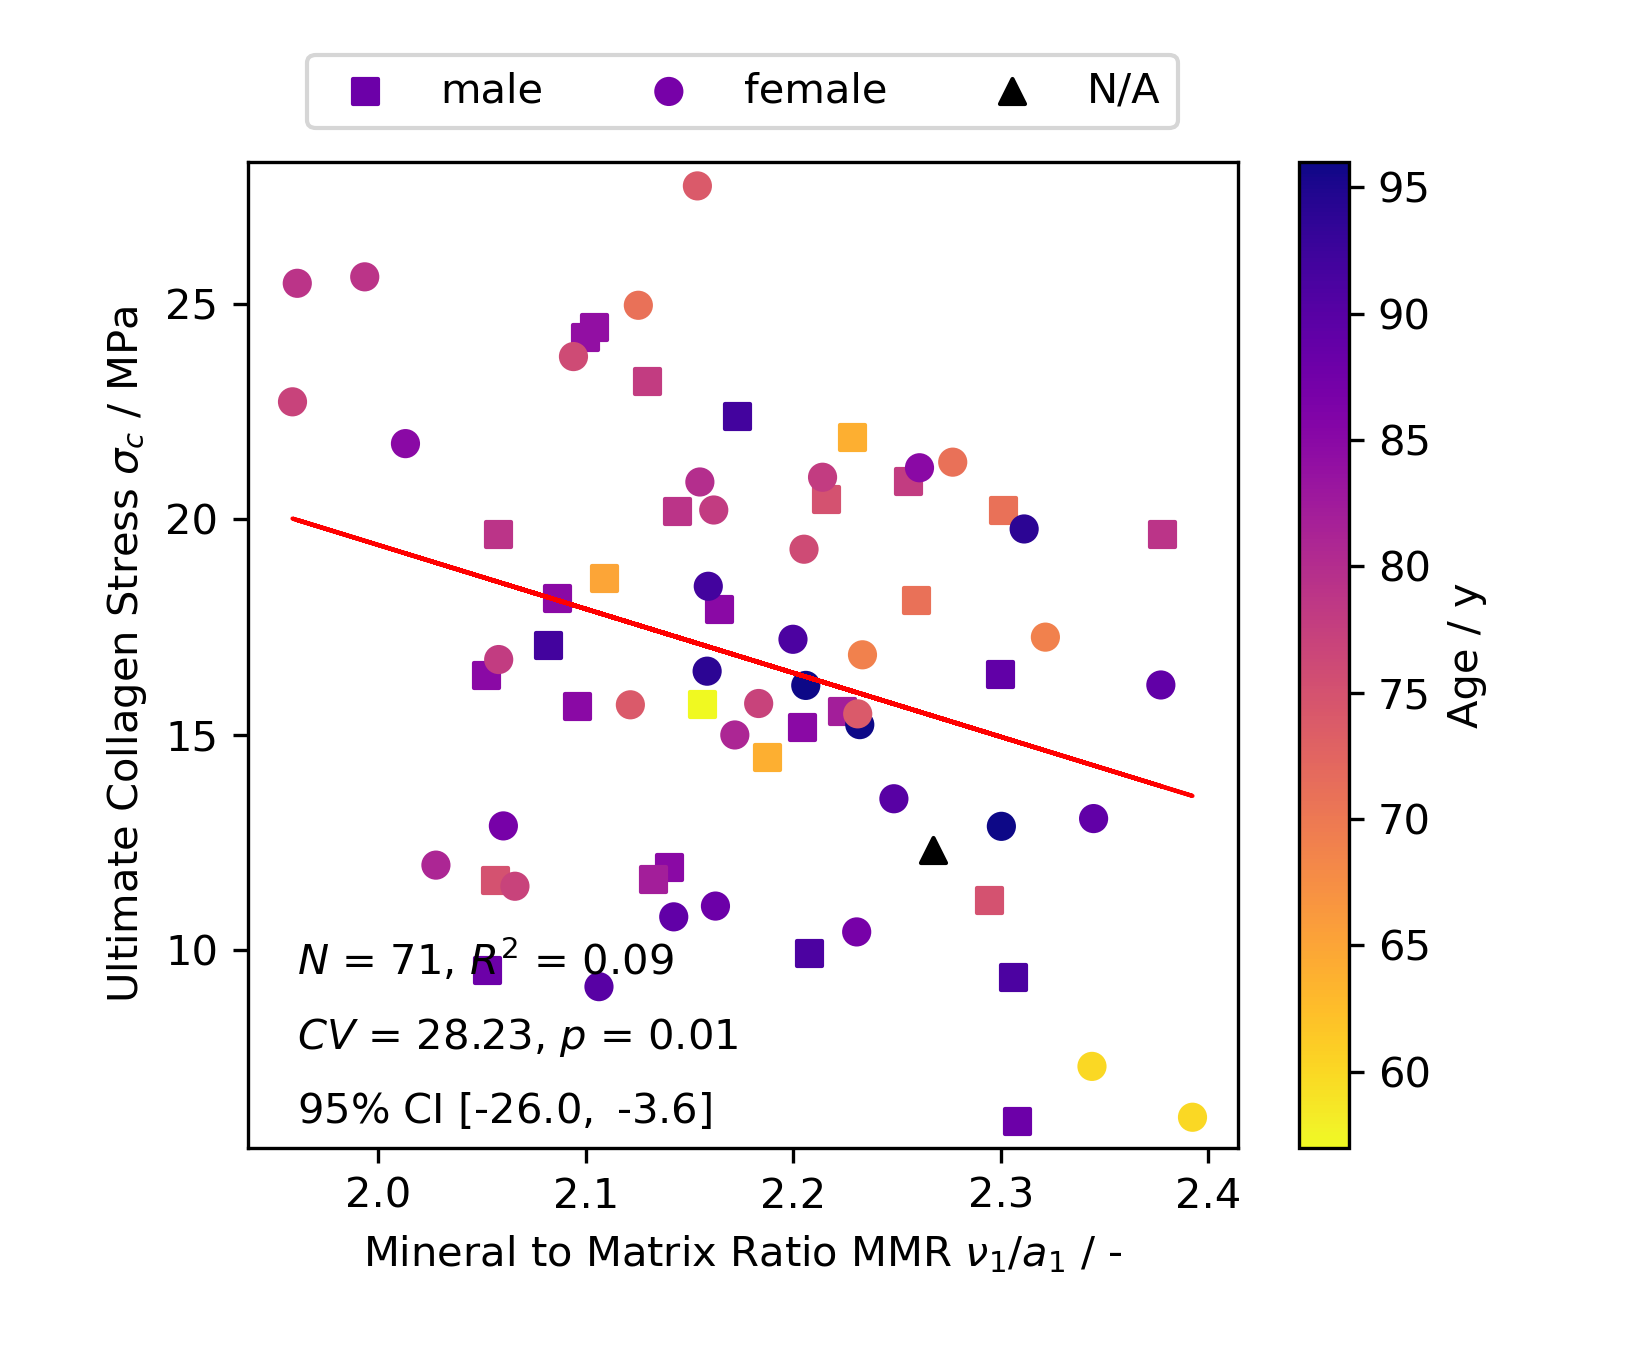 male female N/A
Ultimate Collagen Stress σ_c / MPa
25
20
15
10
N = 71, R² = 0.09
CV = 28.23, p = 0.01
95% CI [-26.0, -3.6]
2.0 2.1 2.2 2.3 2.4
Mineral to Matrix Ratio MMR ν₁/a₁ / -
95
90
85
80
75
70
65
60
Age / y